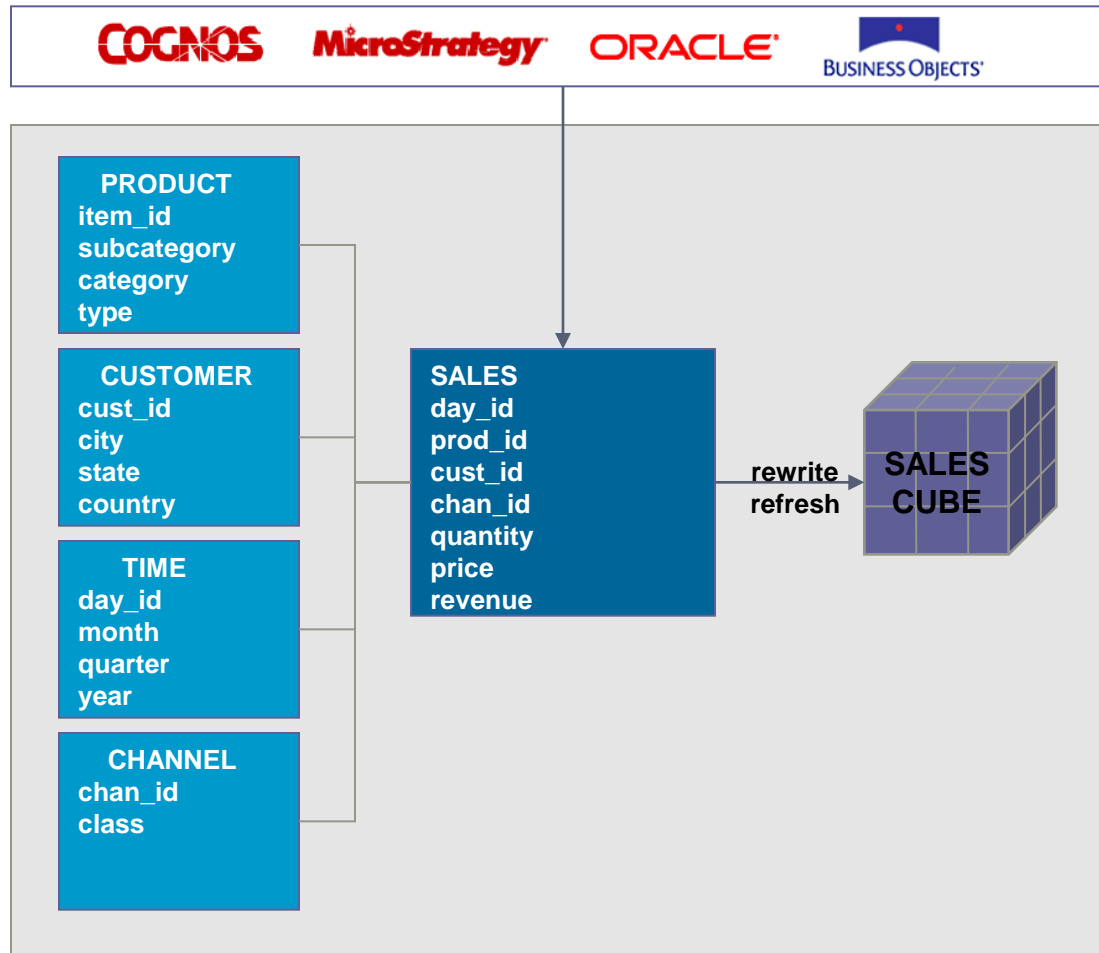 COGNOS
MicroStrategy
ORACLE
BUSINESS OBJECTS
PRODUCT
item_id
subcategory
category
type
CUSTOMER
cust_id
city
state
country
TIME
day_id
month
quarter
year
CHANNEL
chan_id
class
SALES
day_id
prod_id
cust_id
chan_id
quantity
price
revenue
rewrite
refresh
SALES
CUBE